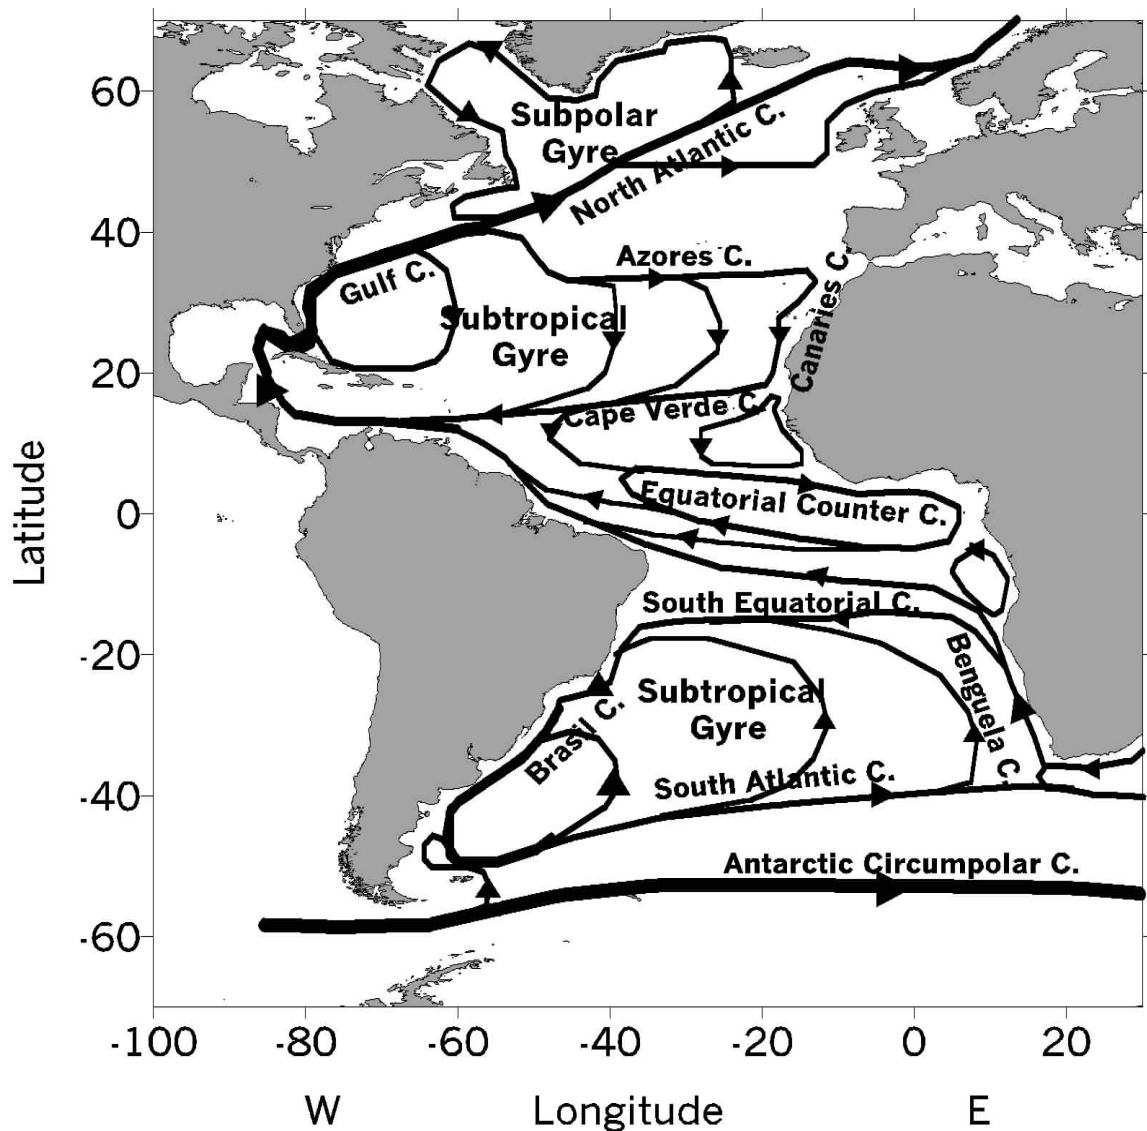 60
40
20
0
-20
-40
-60
Latitude
Subpolar
Gyre
North Atlantic C.
Azores C.
Gulf C.
Subtropical
Gyre
Canaries C.
Cape Verde C.
Equatorial Counter C.
South Equatorial C.
Subtropical
Gyre
Benguela C.
Brasil C.
South Atlantic C.
Antarctic Circumpolar C.
-100
-80
-60
-40
-20
0
20
W
Longitude
E